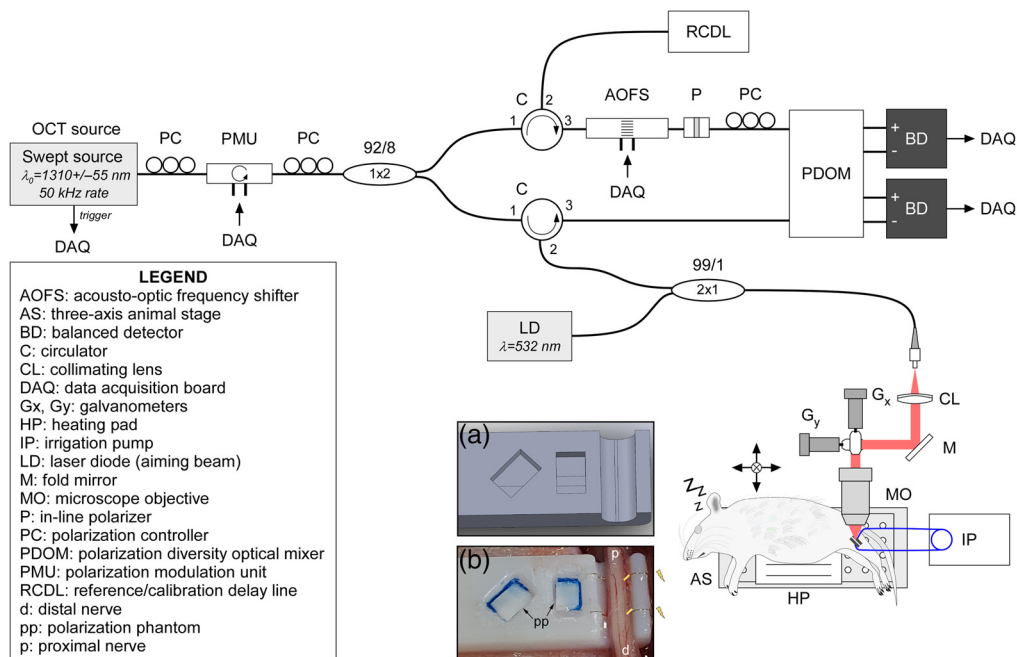 RCDL
C
2
AOFS
P
PC
1
3
DAQ
OCT source
Swept source
λ₀=1310+/–55 nm
50 kHz rate
trigger
DAQ
PC
PMU
PC
DAQ
92/8
1x2
PDOM
+
-
BD
DAQ
+
-
BD
DAQ
C
1
3
2
99/1
2x1
LD
λ=532 nm
LEGEND
AOFS: acousto-optic frequency shifter
AS: three-axis animal stage
BD: balanced detector
C: circulator
CL: collimating lens
DAQ: data acquisition board
Gx, Gy: galvanometers
HP: heating pad
IP: irrigation pump
LD: laser diode (aiming beam)
M: fold mirror
MO: microscope objective
P: in-line polarizer
PC: polarization controller
PDOM: polarization diversity optical mixer
PMU: polarization modulation unit
RCDL: reference/calibration delay line
d: distal nerve
pp: polarization phantom
p: proximal nerve
(a)
(b)
p
pp
d
Gx
CL
Gy
M
MO
z
z
z
IP
AS
HP